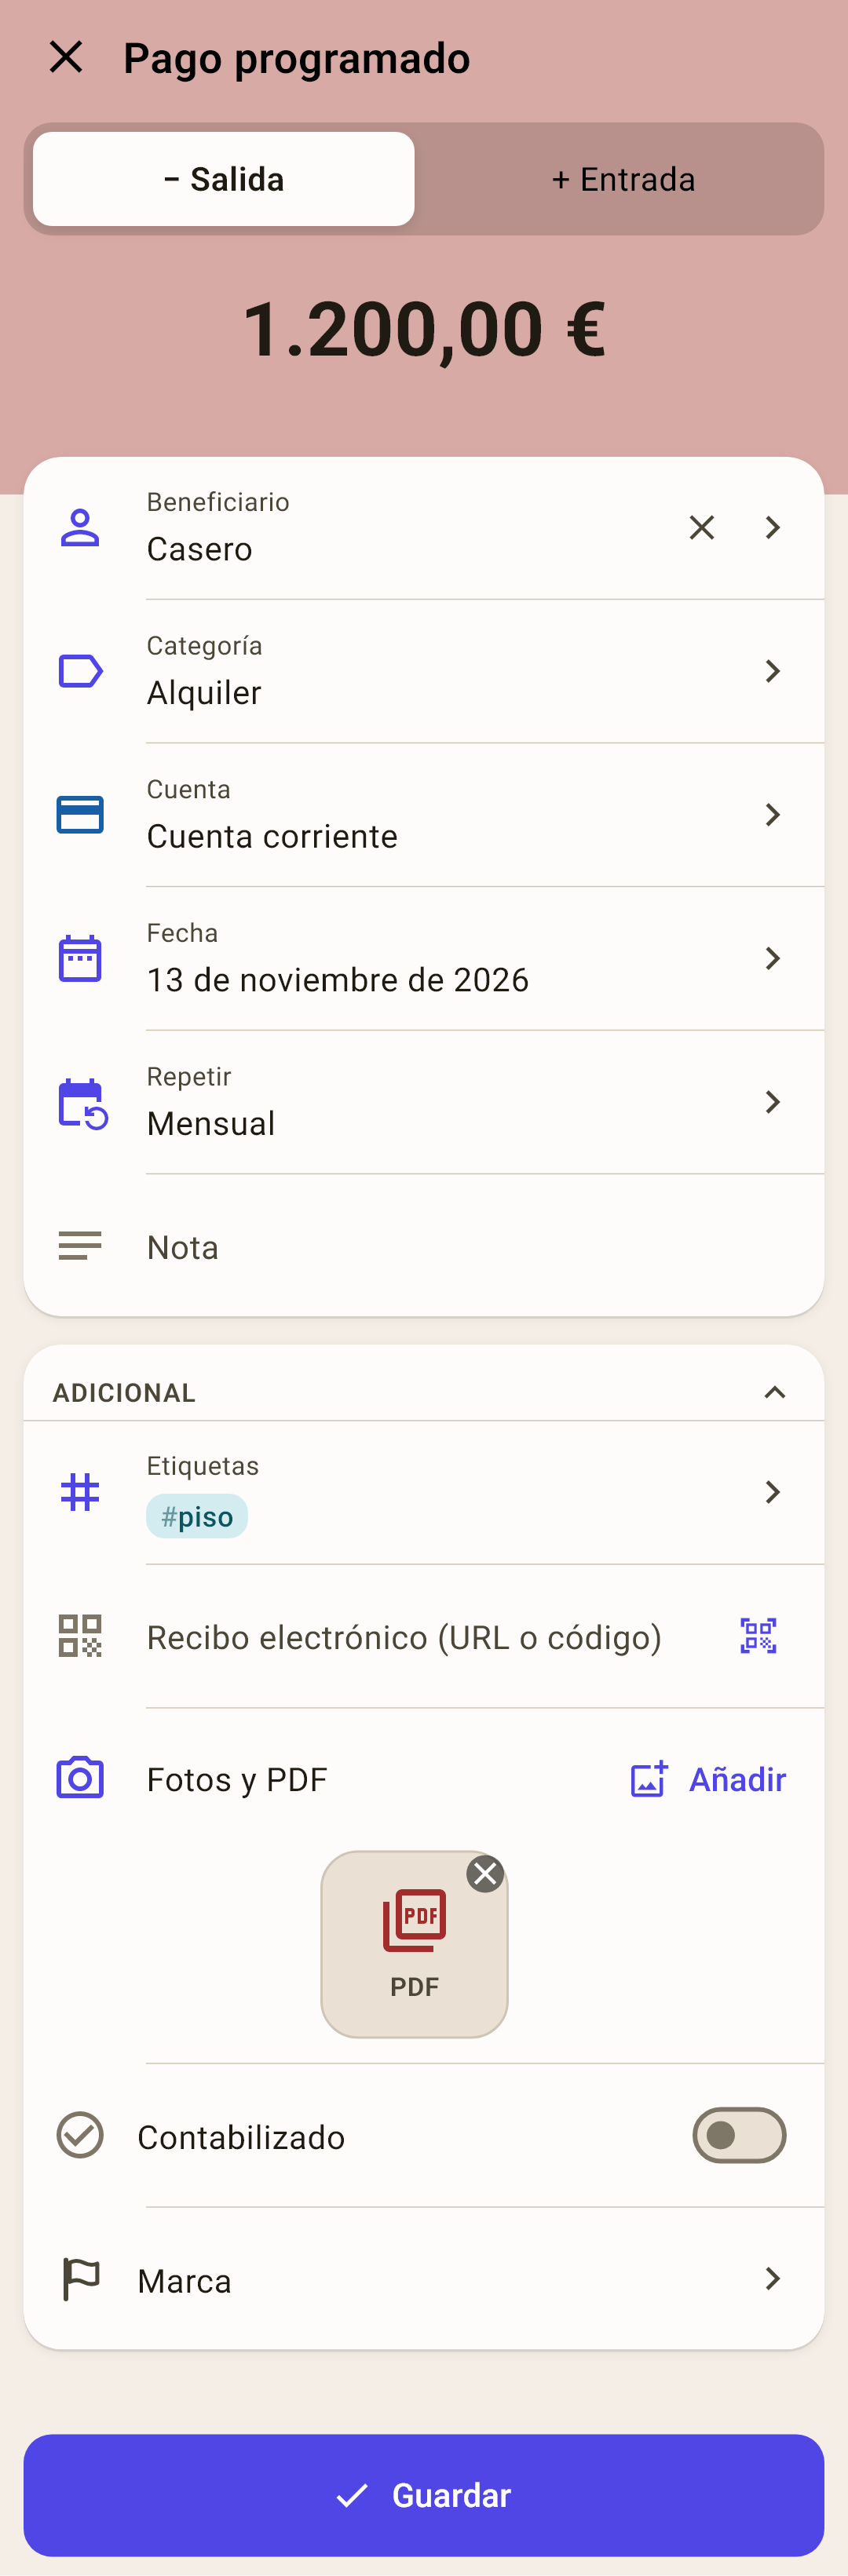 Pago programado
− Salida
+ Entrada
1.200,00 €
Beneficiario
Casero
Categoría
Alquiler
Cuenta
Cuenta corriente
Fecha
13 de noviembre de 2026
Repetir
Mensual
Nota
ADICIONAL
Etiquetas
#piso
Recibo electrónico (URL o código)
Fotos y PDF
Añadir
PDF
PDF
Contabilizado
Marca
Guardar